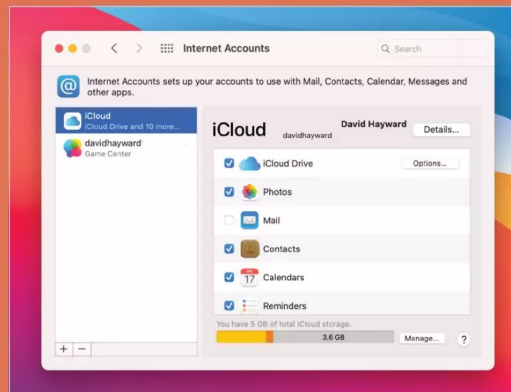 Internet Accounts
Search
Internet Accounts sets up your accounts to use with Mail, Contacts, Calendar, Messages and
other apps.
iCloud
iCloud Drive and 10 more...
davidhayward
Game Center
iCloud
davidhayward
David Hayward
Details...
iCloud Drive
Options...
Photos
Mail
Contacts
17
Calendars
Reminders
You have 5 GB of total iCloud storage.
3.6 GB
Manage...
?